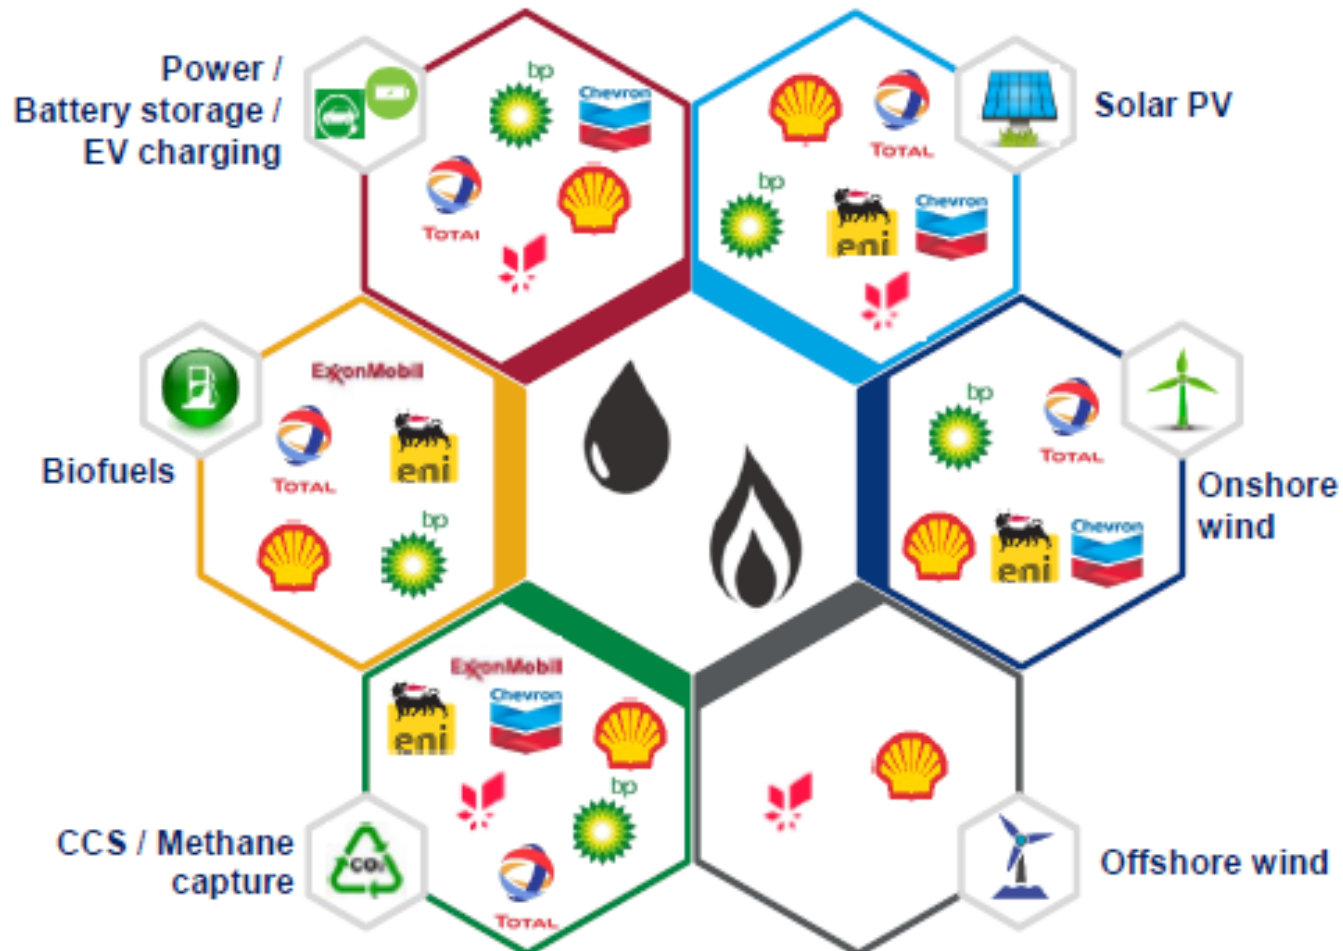 Power /
Battery storage /
EV charging
bp
Chevron
TOTAL
Solar PV
TOTAL
bp
eni
Chevron
Biofuels
ExxonMobil
TOTAL
eni
bp
Onshore
wind
bp
TOTAL
eni
Chevron
CCS / Methane
capture
CO₂
ExxonMobil
eni
Chevron
bp
TOTAL
Offshore wind